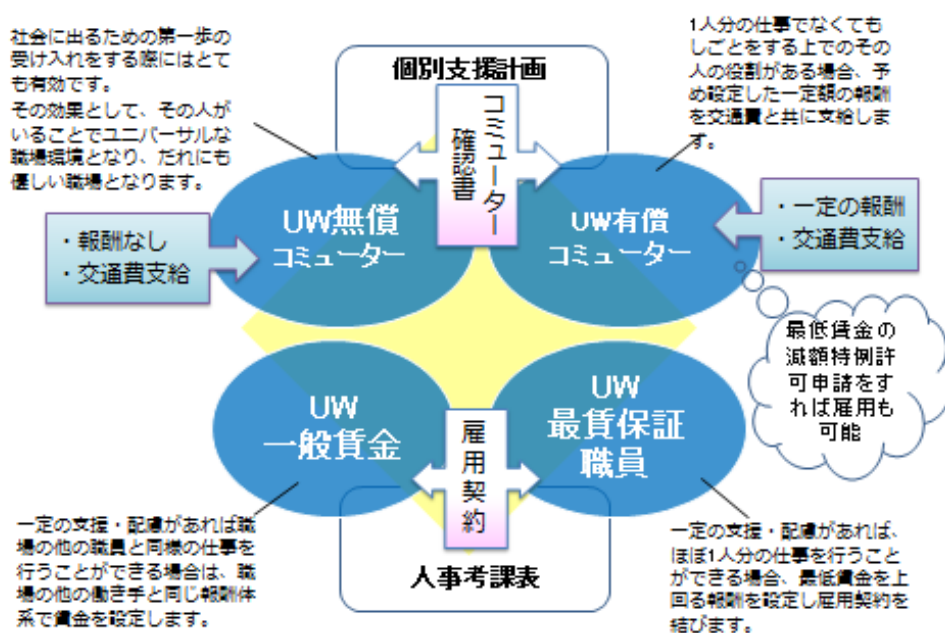 社会に出るための第一歩の
受け入れをする際にはとて
も有効です。
その効果として、その人が
いることでユニバーサルな
職場環境となり、だれにも
優しい職場となります。
個別支援計画
1人分の仕事でなくても
しごとをする上でのその
人の役割がある場合、予
め設定した一定額の報酬
を交通費と共に支給しま
す。
コミューター
確認書
UW無償
コミューター
UW有償
コミューター
・報酬なし
・交通費支給
・一定の報酬
・交通費支給
最低賃金の
減額特例許
可申請をす
れば雇用も
可能
UW
一般賃金
雇用契約
UW
最賃保証
職員
人事考課表
一定の支援・配慮があれば職
場の他の職員と同様の仕事を
行うことができる場合は、職
場の他の働き手と同じ報酬体
系で賃金を設定します。
一定の支援・配慮があれば、
ほぼ1人分の仕事を行うこと
ができる場合、最低賃金を上
回る報酬を設定し雇用契約を
結びます。